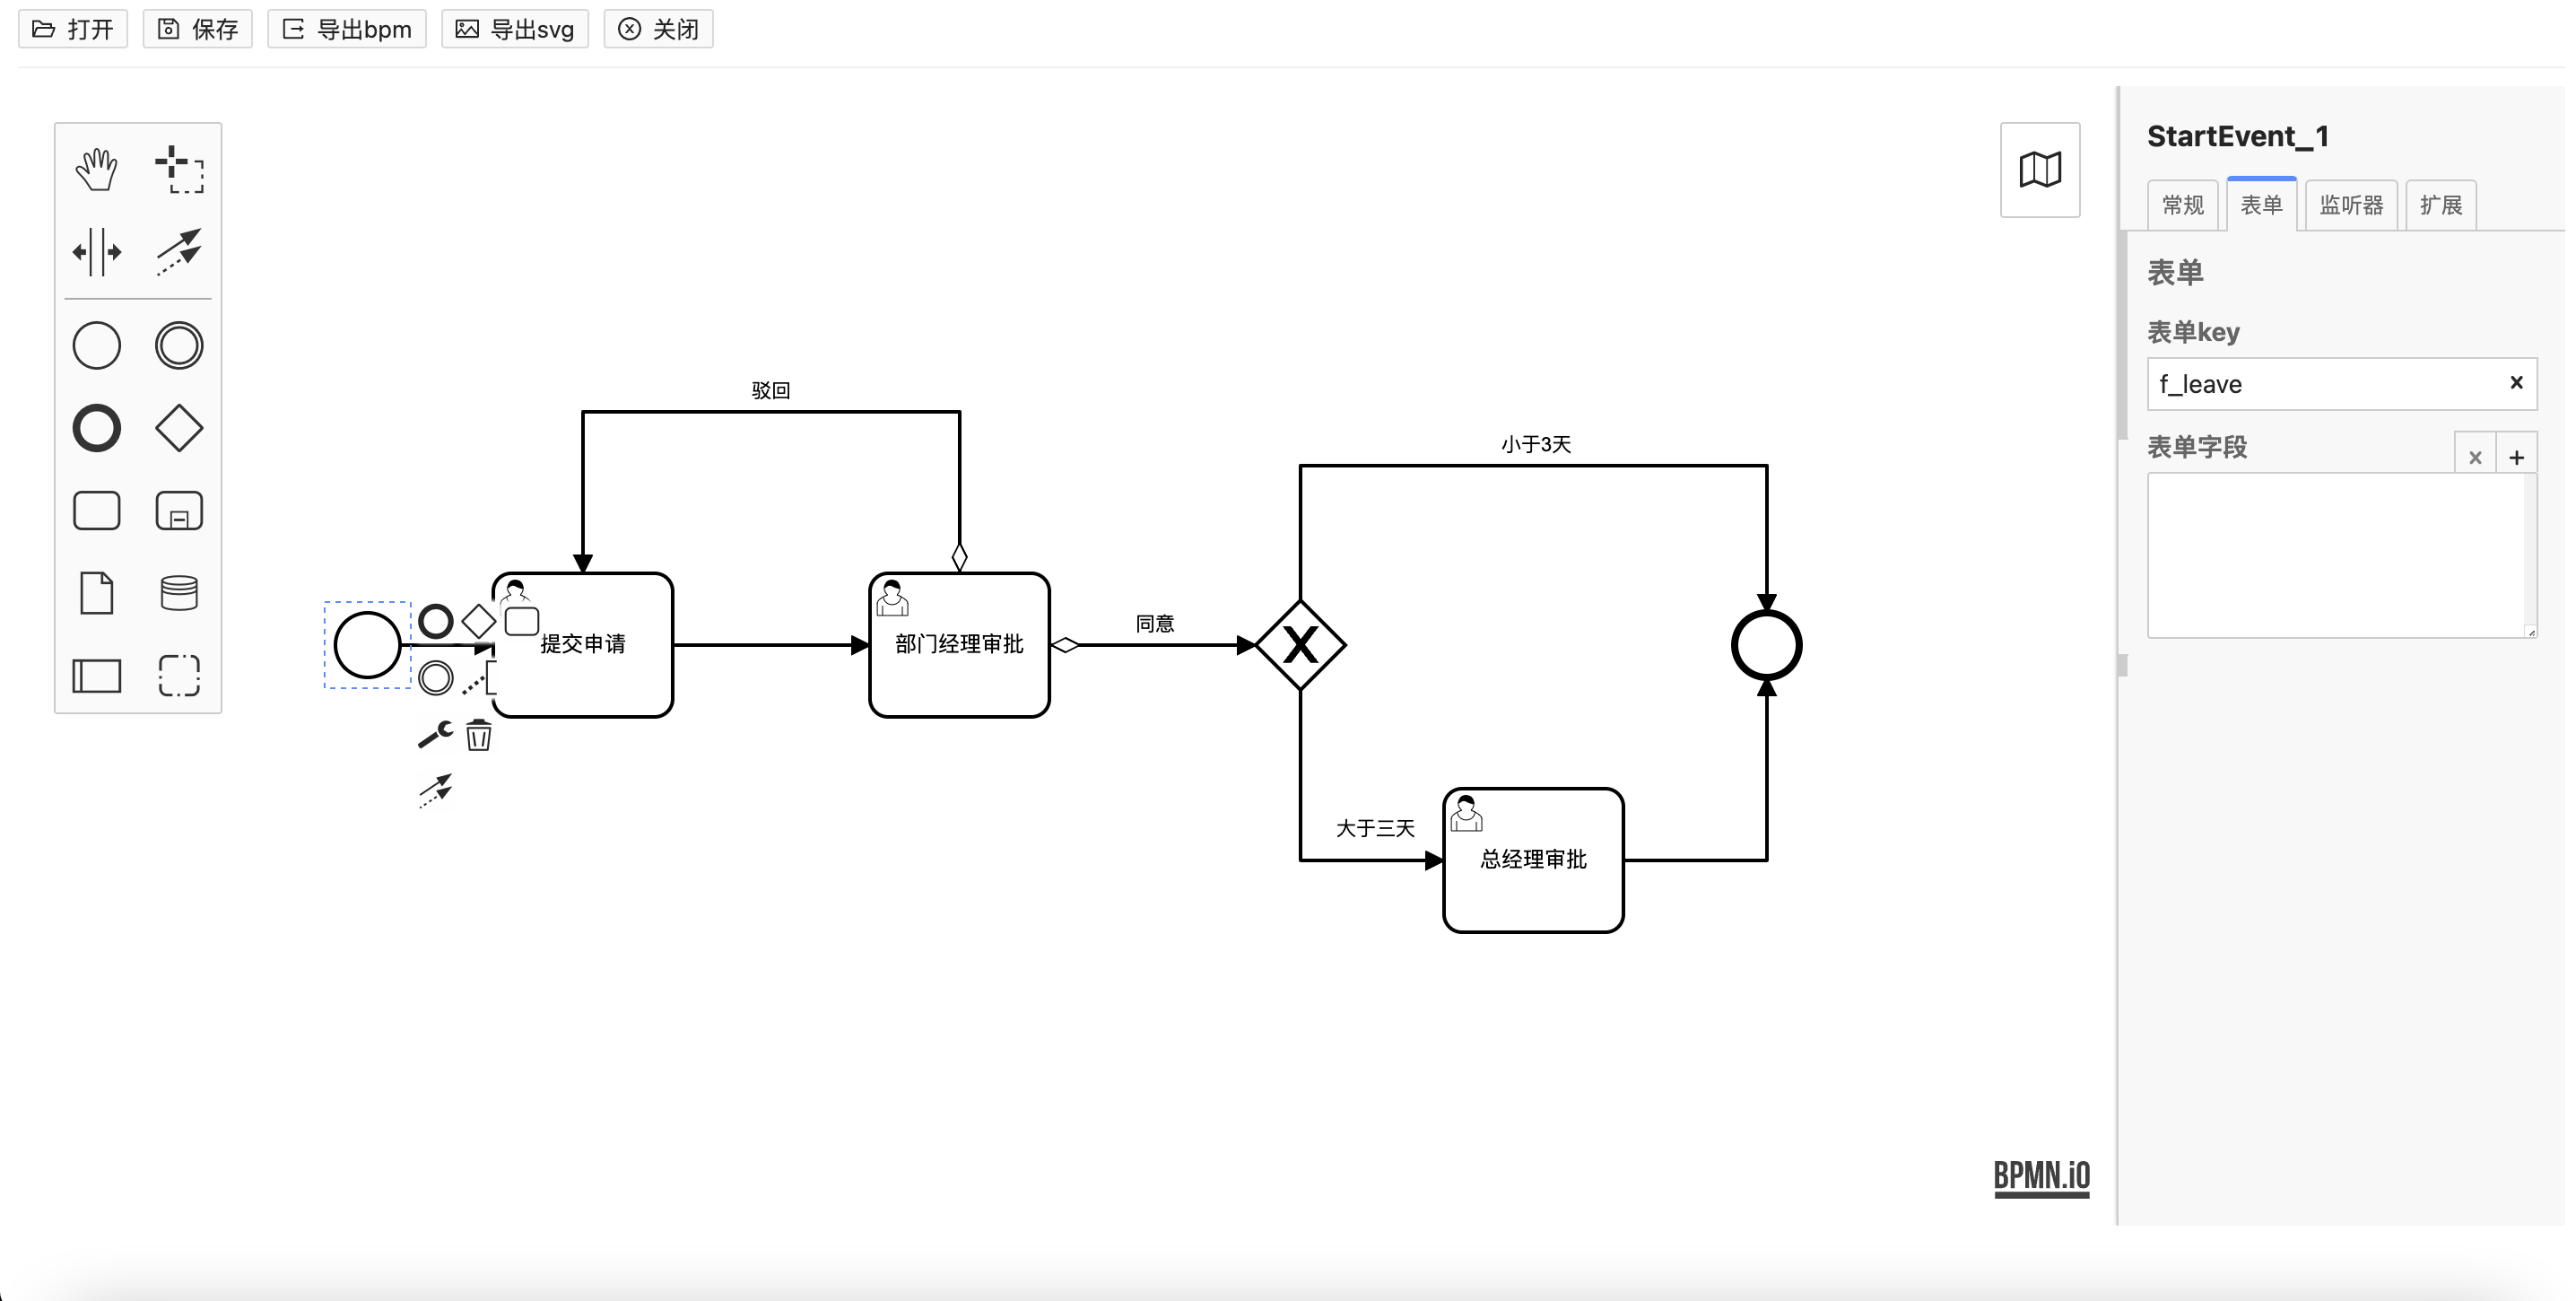 打开 保存 导出bpm 导出svg 关闭
StartEvent_1
常规 表单 监听器 扩展
表单
表单key
f_leave
表单字段
驳回
小于3天
提交申请
部门经理审批
同意
X
大于三天
总经理审批
BPMN.iO